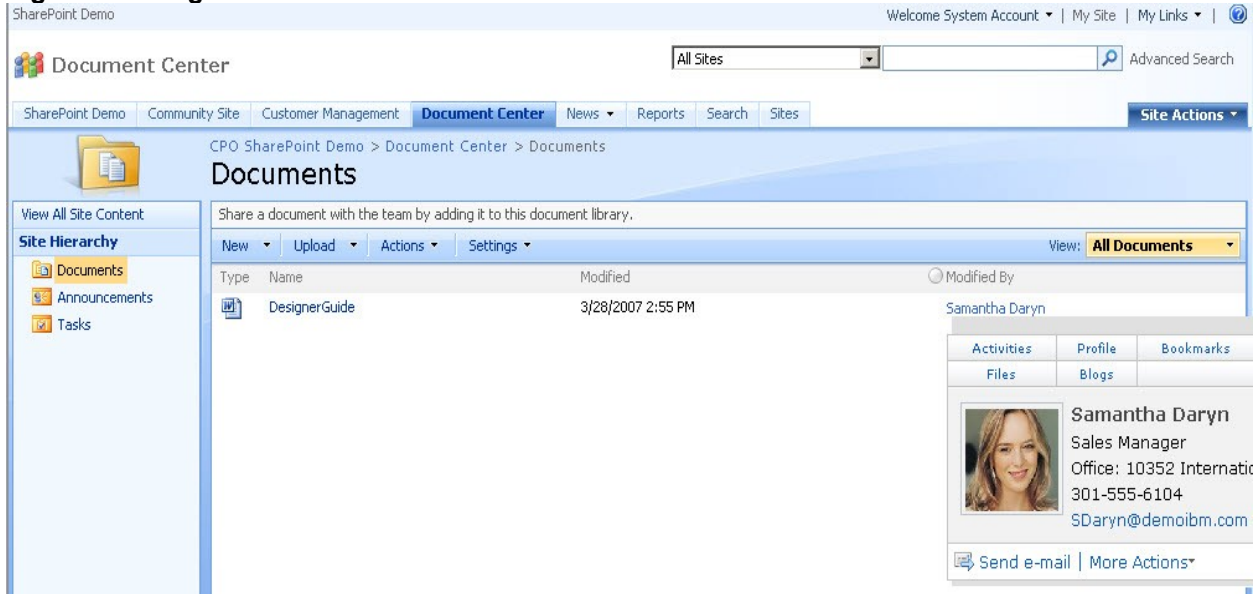 SharePoint Demo Welcome System Account | My Site | My Links |
Document Center All Sites Advanced Search
SharePoint Demo Community Site Customer Management Document Center News Reports Search Sites Site Actions
CPO SharePoint Demo > Document Center > Documents
Documents
View All Site Content Share a document with the team by adding it to this document library.
Site Hierarchy New Upload Actions Settings View: All Documents
Documents Type Name Modified Modified By
Announcements DesignerGuide 3/28/2007 2:55 PM Samantha Daryn
Tasks
Activities Profile Bookmarks
Files Blogs
Samantha Daryn
Sales Manager
Office: 10352 Internatio
301-555-6104
SDaryn@demoibm.com
Send e-mail | More Actions